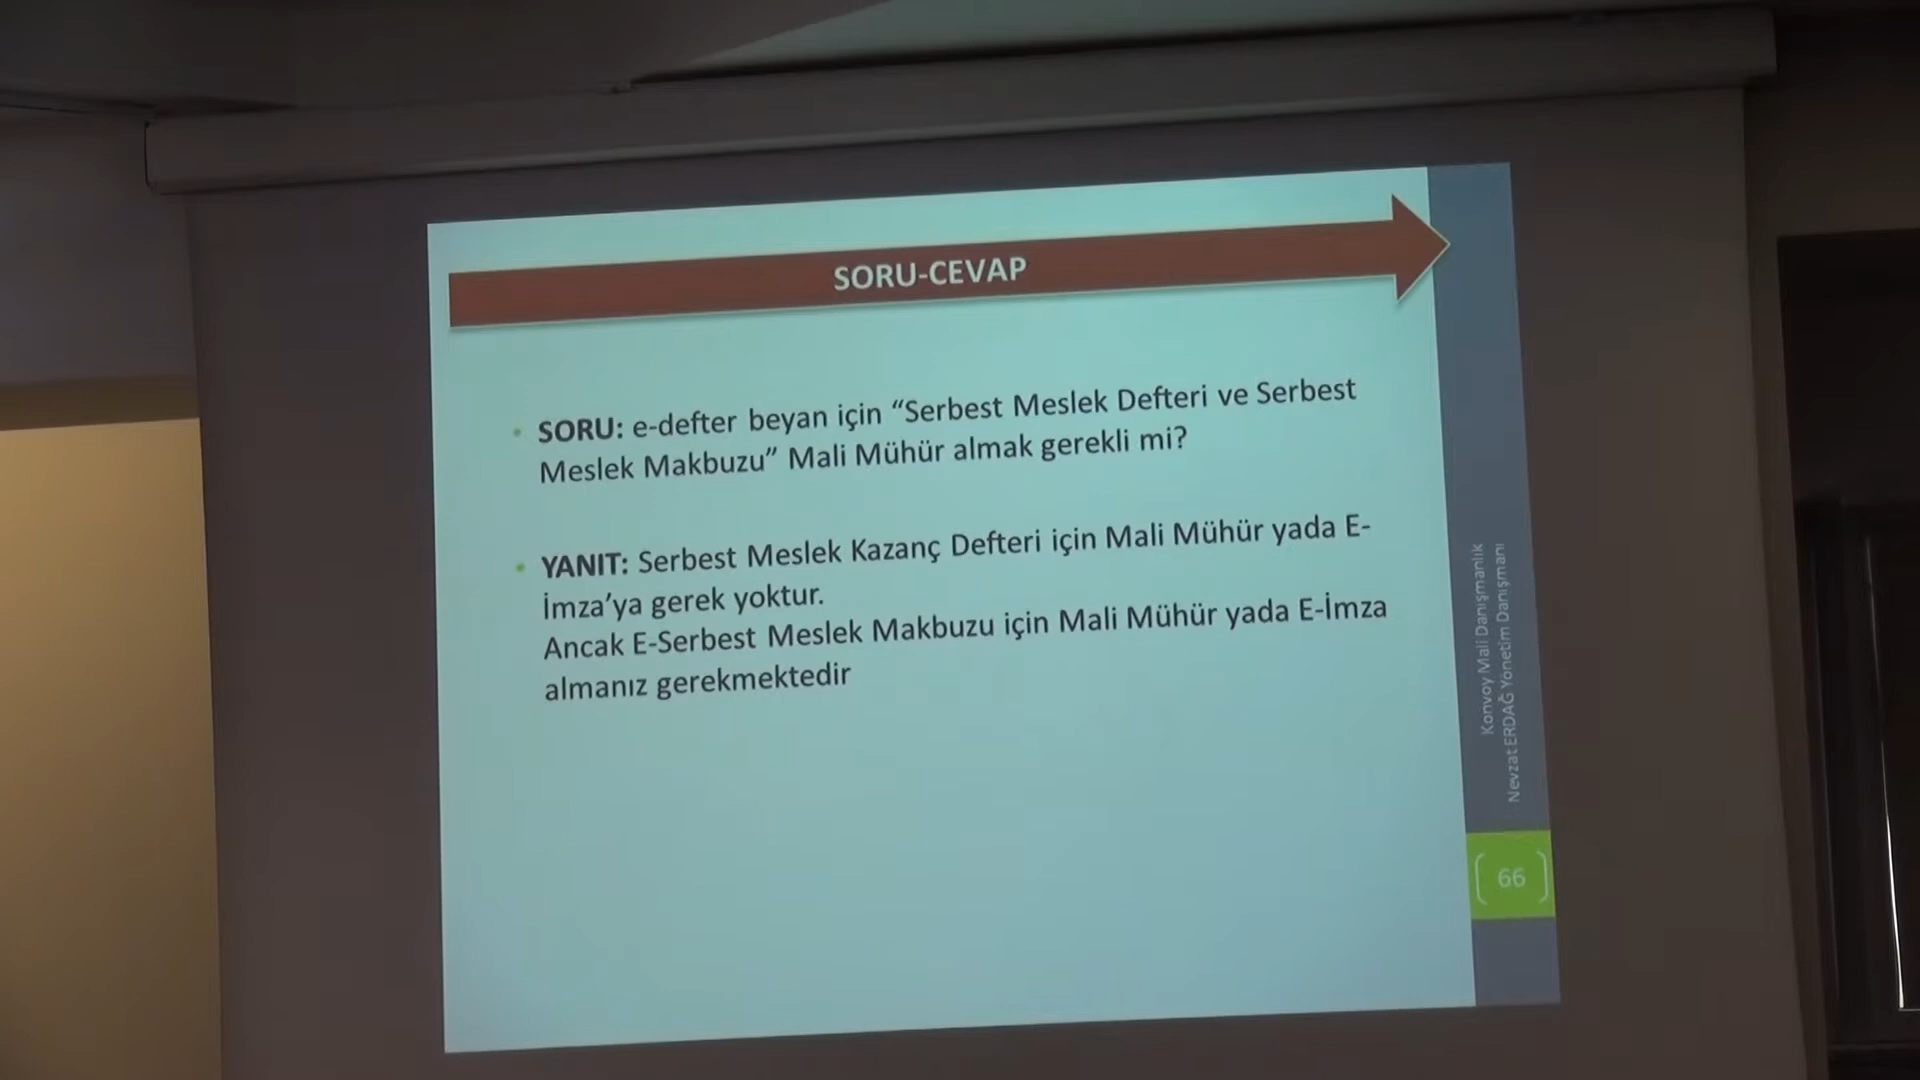 SORU-CEVAP
SORU: e-defter beyan için “Serbest Meslek Defteri ve Serbest
Meslek Makbuzu” Mali Mühür almak gerekli mi?
YANIT: Serbest Meslek Kazanç Defteri için Mali Mühür yada E-
İmza’ya gerek yoktur.
Ancak E-Serbest Meslek Makbuzu için Mali Mühür yada E-İmza
almanız gerekmektedir
Konvoy Mali Danışmanlık
Nevzat ERDAĞ Yönetim Danışmanı
66